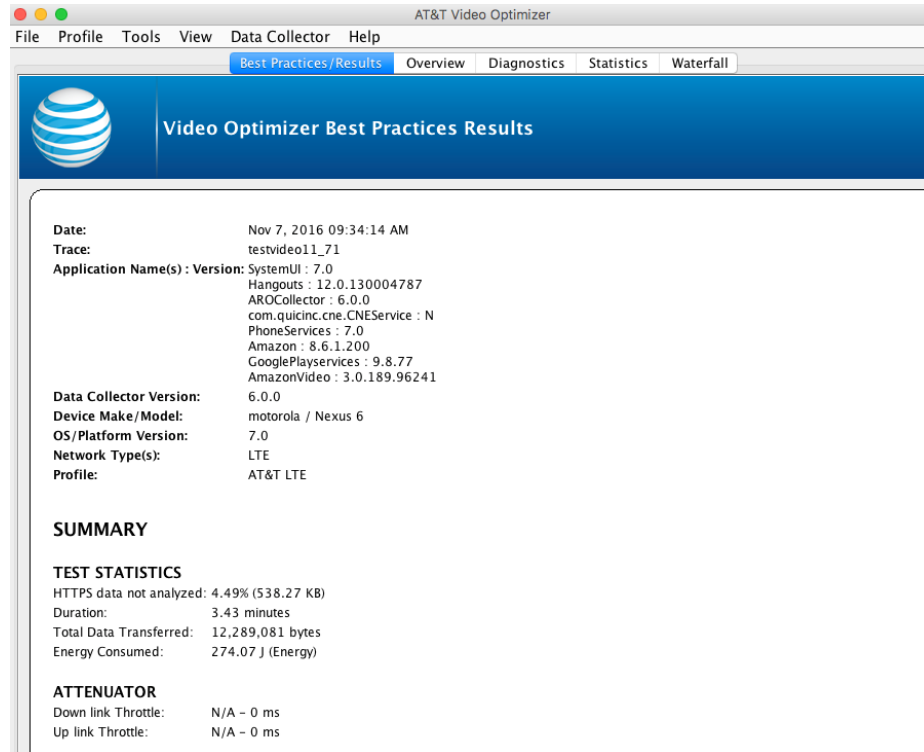 AT&T Video Optimizer
File Profile Tools View Data Collector Help
Best Practices/Results Overview Diagnostics Statistics Waterfall
Video Optimizer Best Practices Results
Date: Nov 7, 2016 09:34:14 AM
Trace: testvideo11_71
Application Name(s) : Version: SystemUI : 7.0
Hangouts : 12.0.130004787
AROCollector : 6.0.0
com.quicinc.cne.CNEService : N
PhoneServices : 7.0
Amazon : 8.6.1.200
GooglePlayservices : 9.8.77
AmazonVideo : 3.0.189.96241
Data Collector Version: 6.0.0
Device Make/Model: motorola / Nexus 6
OS/Platform Version: 7.0
Network Type(s): LTE
Profile: AT&T LTE
SUMMARY
TEST STATISTICS
HTTPS data not analyzed: 4.49% (538.27 KB)
Duration: 3.43 minutes
Total Data Transferred: 12,289,081 bytes
Energy Consumed: 274.07 J (Energy)
ATTENUATOR
Down link Throttle: N/A – 0 ms
Up link Throttle: N/A – 0 ms